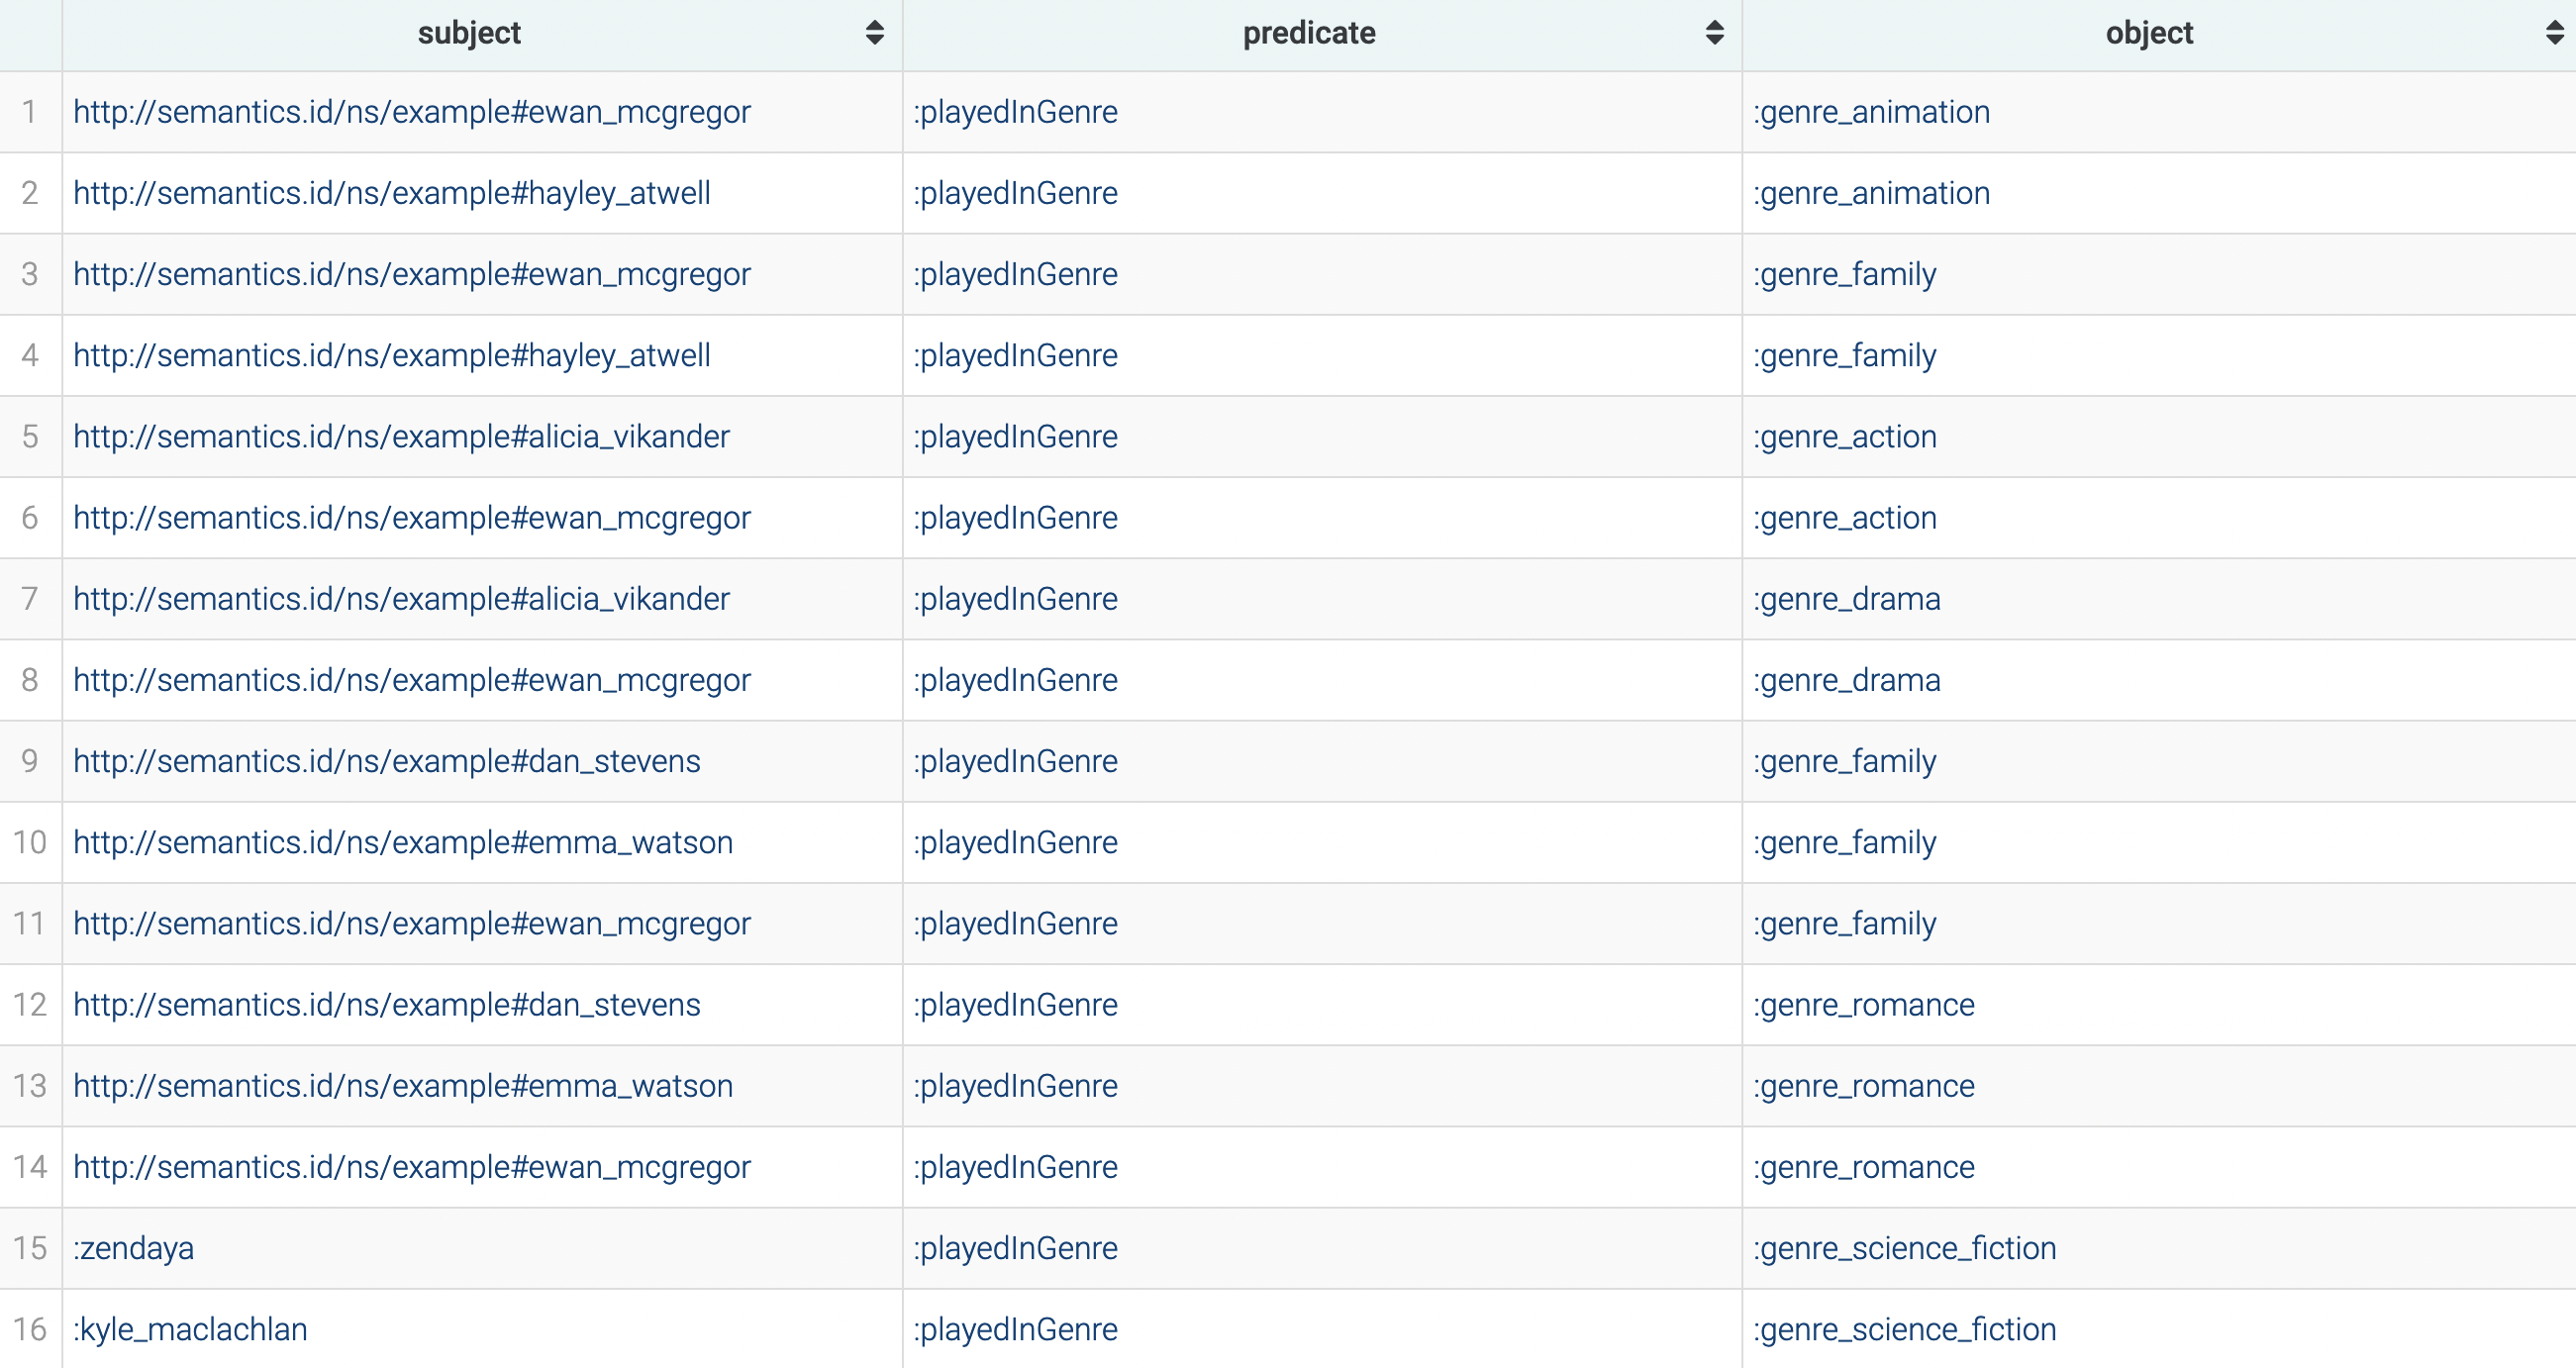 subject predicate object
1 http://semantics.id/ns/example#ewan_mcgregor :playedInGenre :genre_animation
2 http://semantics.id/ns/example#hayley_atwell :playedInGenre :genre_animation
3 http://semantics.id/ns/example#ewan_mcgregor :playedInGenre :genre_family
4 http://semantics.id/ns/example#hayley_atwell :playedInGenre :genre_family
5 http://semantics.id/ns/example#alicia_vikander :playedInGenre :genre_action
6 http://semantics.id/ns/example#ewan_mcgregor :playedInGenre :genre_action
7 http://semantics.id/ns/example#alicia_vikander :playedInGenre :genre_drama
8 http://semantics.id/ns/example#ewan_mcgregor :playedInGenre :genre_drama
9 http://semantics.id/ns/example#dan_stevens :playedInGenre :genre_family
10 http://semantics.id/ns/example#emma_watson :playedInGenre :genre_family
11 http://semantics.id/ns/example#ewan_mcgregor :playedInGenre :genre_family
12 http://semantics.id/ns/example#dan_stevens :playedInGenre :genre_romance
13 http://semantics.id/ns/example#emma_watson :playedInGenre :genre_romance
14 http://semantics.id/ns/example#ewan_mcgregor :playedInGenre :genre_romance
15 :zendaya :playedInGenre :genre_science_fiction
16 :kyle_maclachlan :playedInGenre :genre_science_fiction